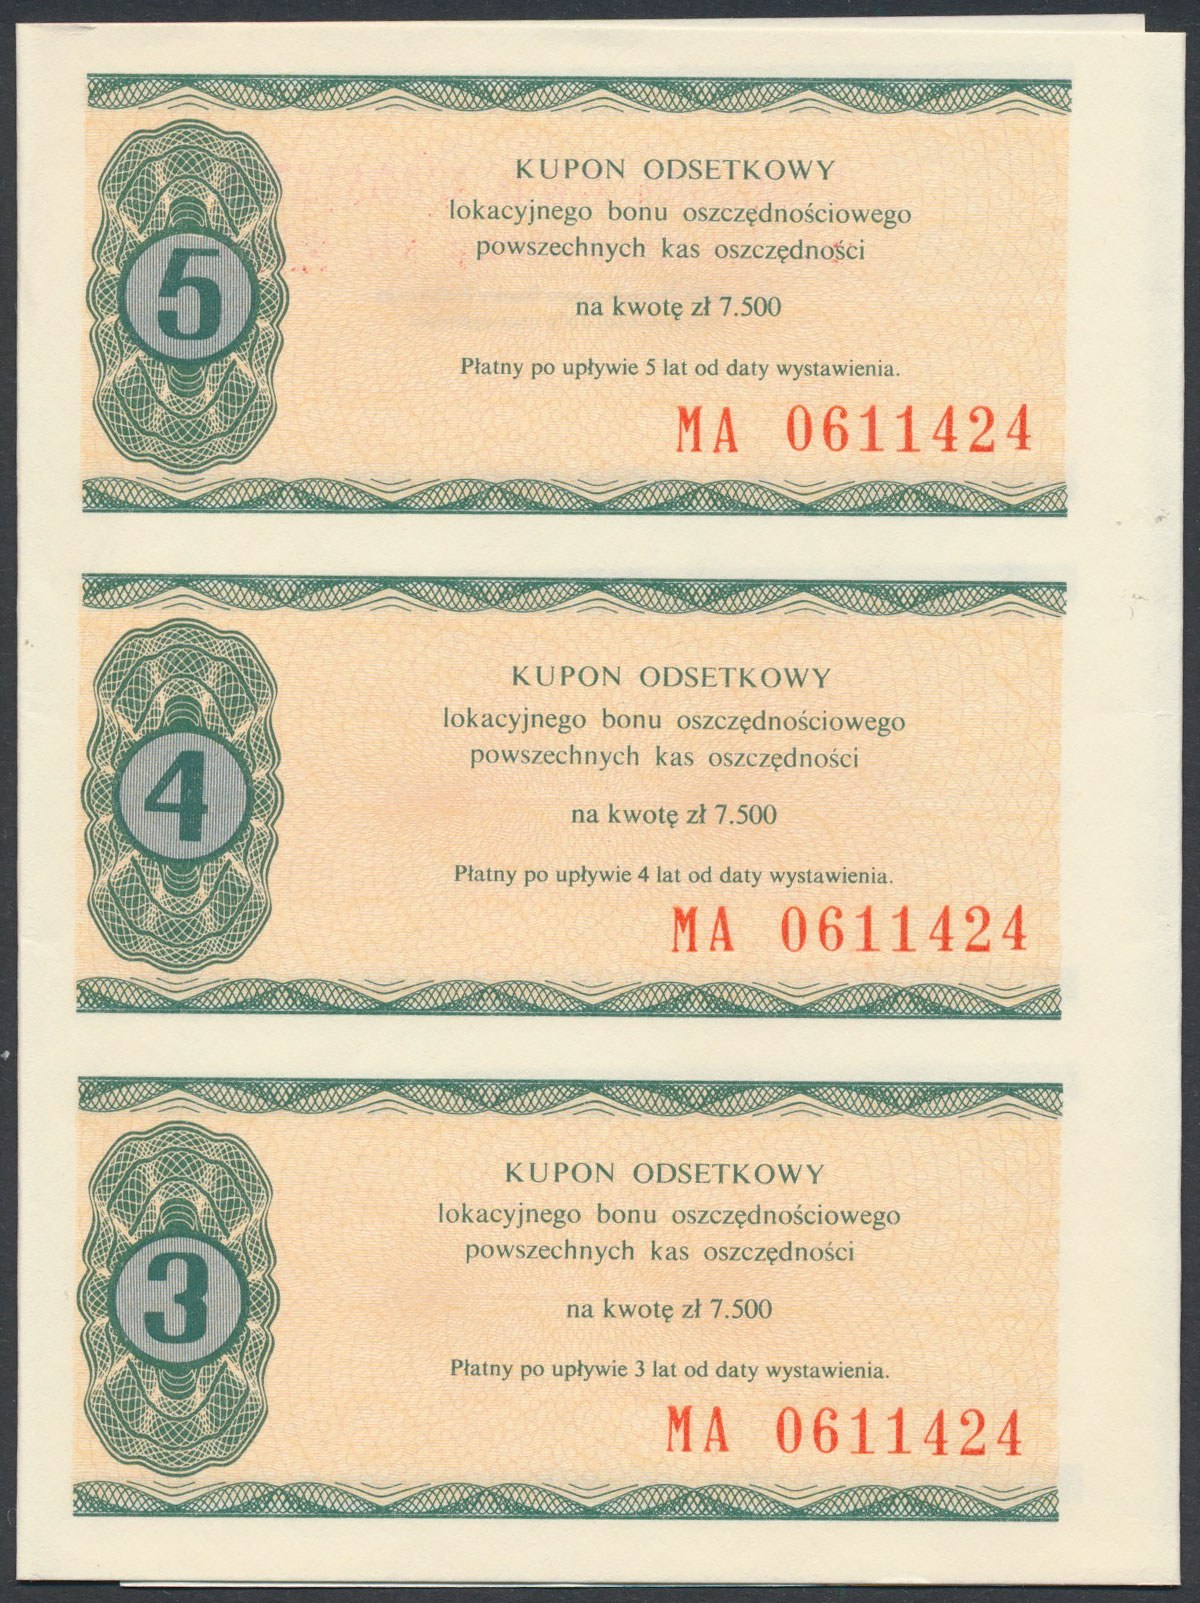 5
KUPON ODSETKOWY
lokacyjnego bonu oszczędnościowego
powszechnych kas oszczędności
na kwotę zł 7.500
Płatny po upływie 5 lat od daty wystawienia.
MA 0611424
4
KUPON ODSETKOWY
lokacyjnego bonu oszczędnościowego
powszechnych kas oszczędności
na kwotę zł 7.500
Płatny po upływie 4 lat od daty wystawienia.
MA 0611424
3
KUPON ODSETKOWY
lokacyjnego bonu oszczędnościowego
powszechnych kas oszczędności
na kwotę zł 7.500
Płatny po upływie 3 lat od daty wystawienia.
MA 0611424